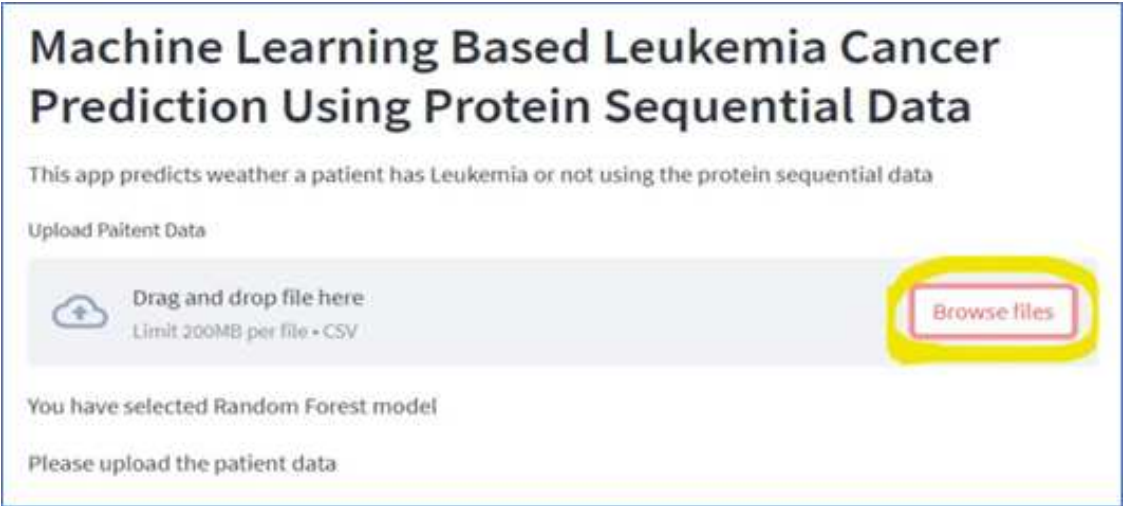 Machine Learning Based Leukemia Cancer
Prediction Using Protein Sequential Data
This app predicts weather a patient has Leukemia or not using the protein sequential data
Upload Paitent Data
Drag and drop file here
Limit 200MB per file • CSV
Browse files
You have selected Random Forest model
Please upload the patient data